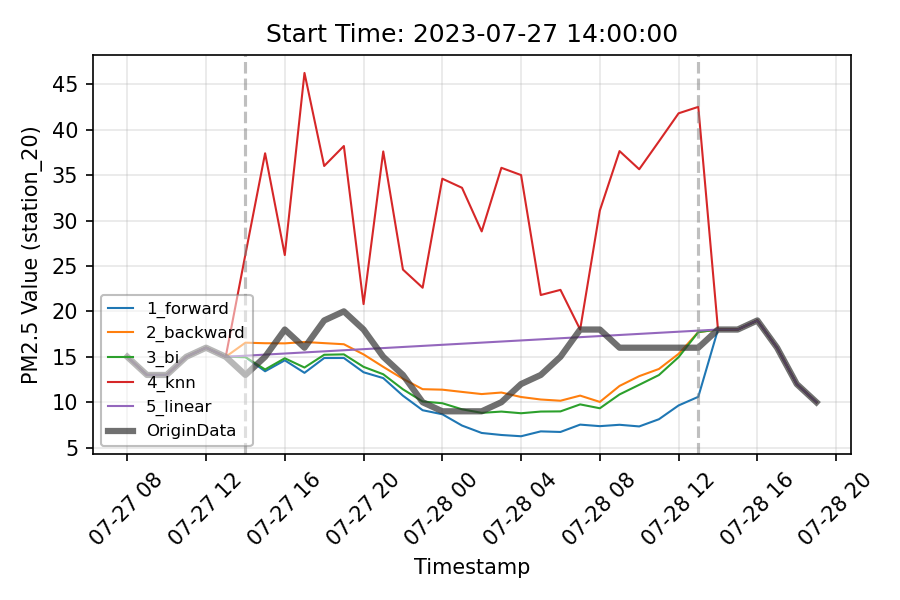 Start Time: 2023-07-27 14:00:00
PM2.5 Value (station_20)
45
40
35
30
25
20
15
10
5
1_forward
2_backward
3_bi
4_knn
5_linear
OriginData
07-27 08
07-27 12
07-27 16
07-27 20
07-28 00
07-28 04
07-28 08
07-28 12
07-28 16
07-28 20
Timestamp